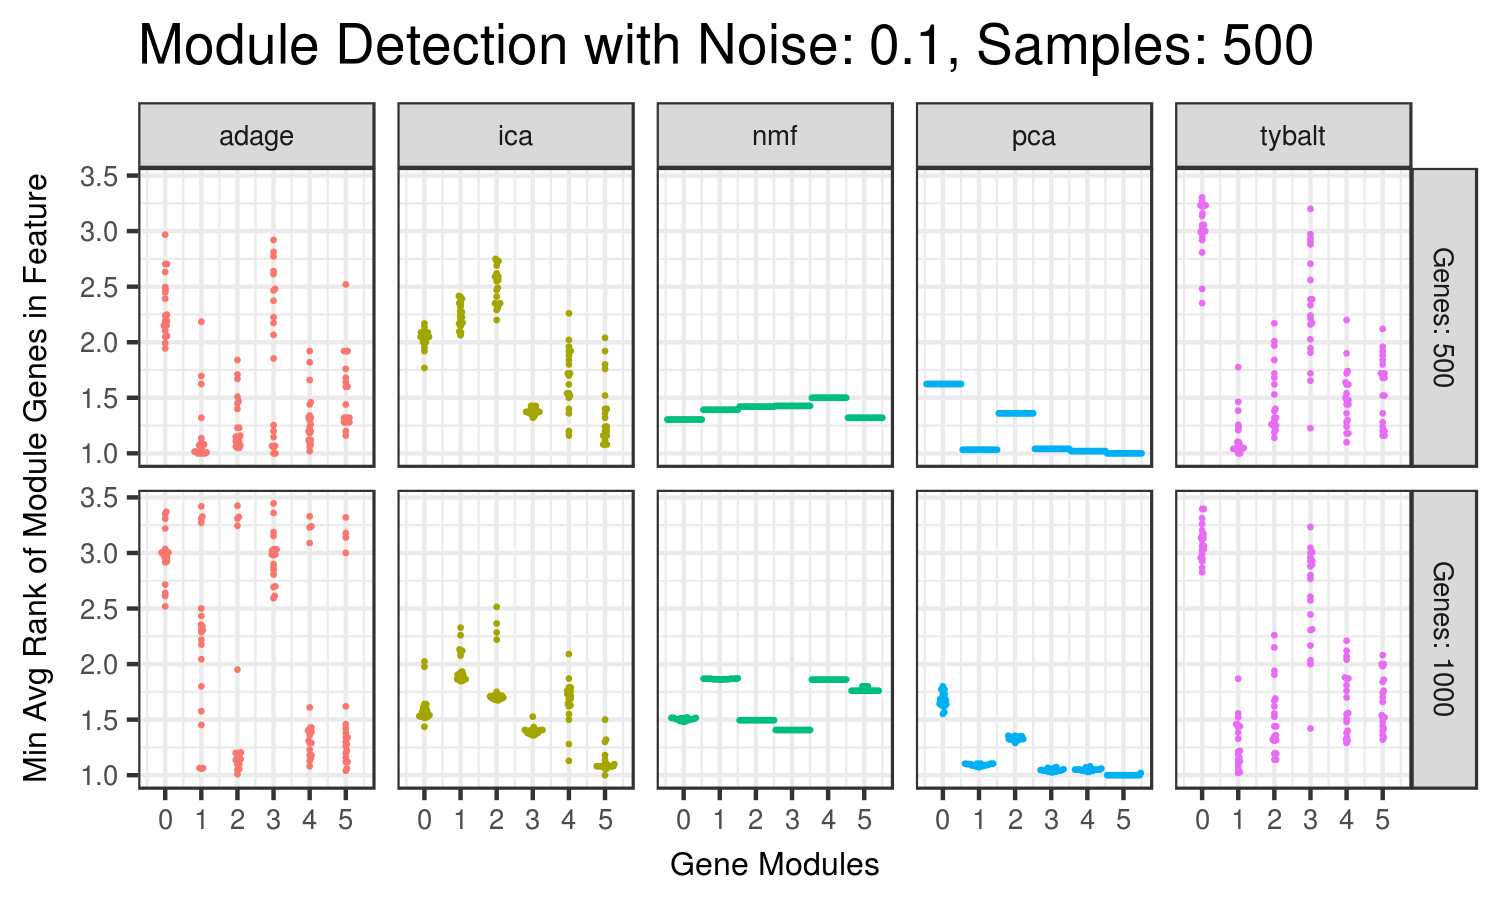 Module Detection with Noise: 0.1, Samples: 500
adage ica nmf pca tybalt
Min Avg Rank of Module Genes in Feature
3.5
3.0
2.5
2.0
1.5
1.0
Genes: 500
3.5
3.0
2.5
2.0
1.5
1.0
Genes: 1000
0 1 2 3 4 5 0 1 2 3 4 5 0 1 2 3 4 5 0 1 2 3 4 5 0 1 2 3 4 5
Gene Modules